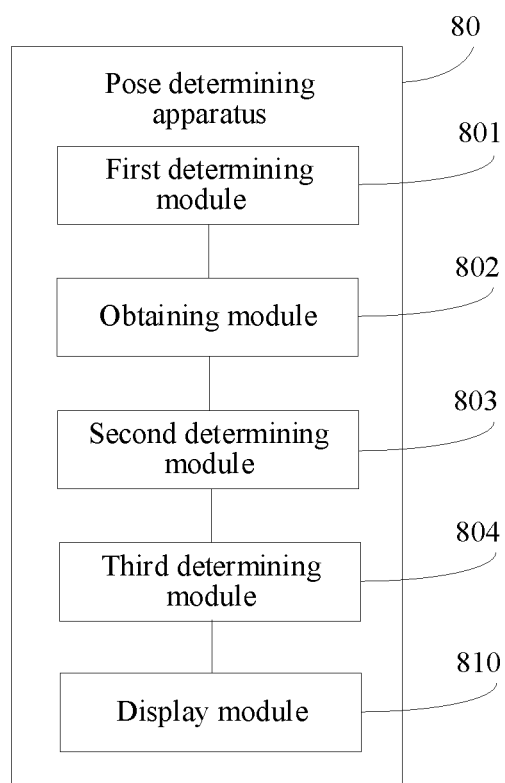 80
Pose determining
apparatus
801
First determining
module
802
Obtaining module
803
Second determining
module
804
Third determining
module
810
Display module